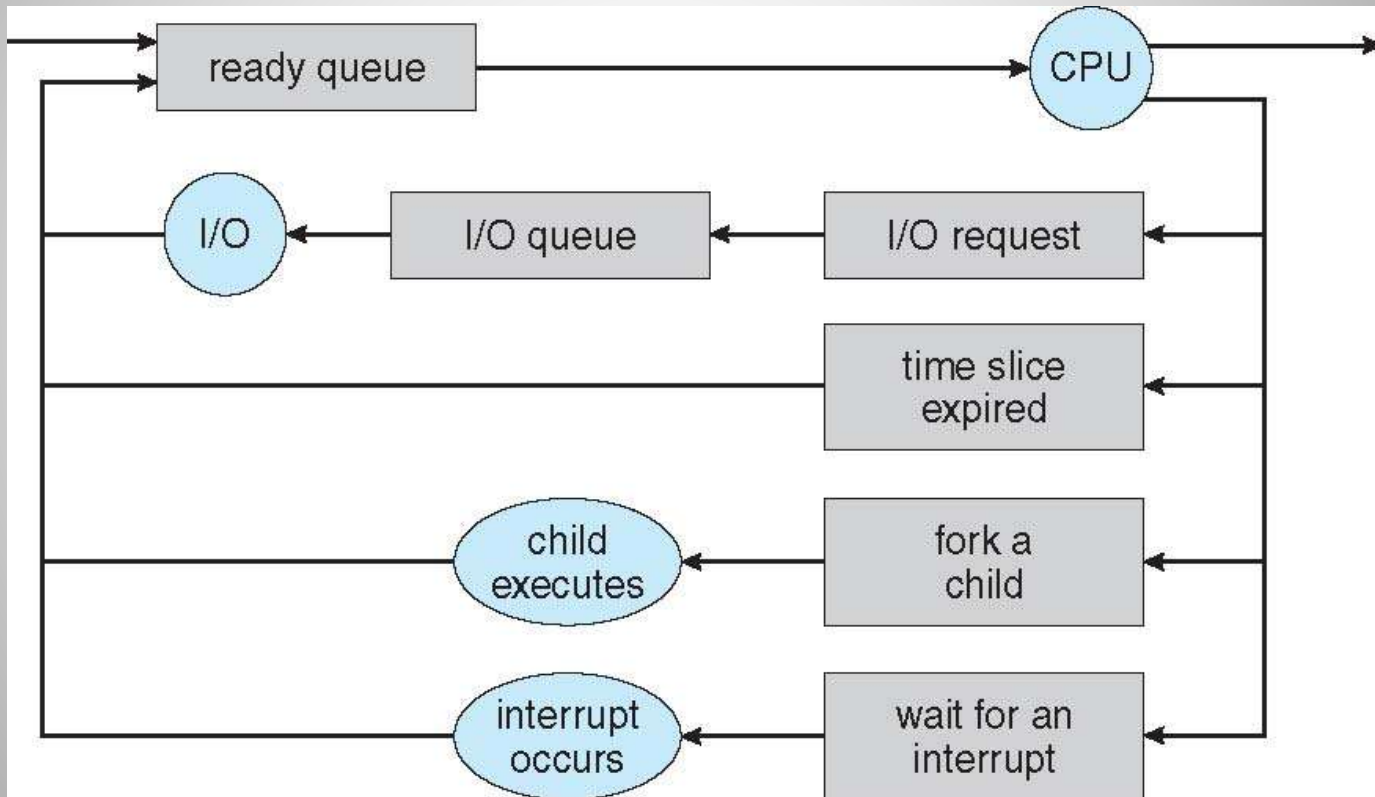 ready queue
CPU
I/O
I/O queue
I/O request
time slice
expired
child
executes
fork a
child
interrupt
occurs
wait for an
interrupt